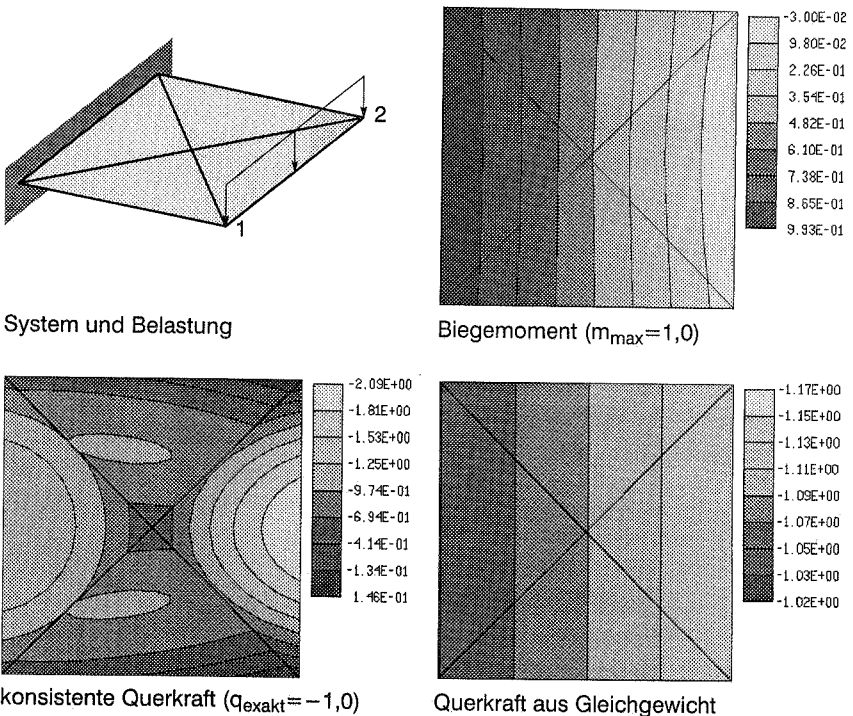 1
2
System und Belastung
-3.00E-02
9.80E-02
2.26E-01
3.54E-01
4.82E-01
6.10E-01
7.38E-01
8.65E-01
9.93E-01
Biegemoment (mmax=1,0)
-2.09E+00
-1.81E+00
-1.53E+00
-1.25E+00
-9.74E-01
-6.94E-01
-4.14E-01
-1.34E-01
1.46E-01
konsistente Querkraft (qexakt=−1,0)
-1.17E+00
-1.15E+00
-1.13E+00
-1.11E+00
-1.09E+00
-1.07E+00
-1.05E+00
-1.03E+00
-1.02E+00
Querkraft aus Gleichgewicht